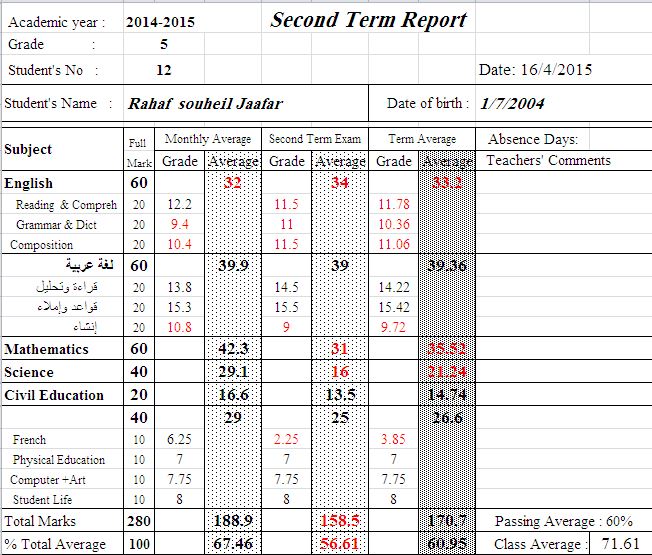 Academic year : 2014-2015 Second Term Report
Grade : 5
Student's No : 12 Date: 16/4/2015
Student's Name : Rahaf souheil Jaafar Date of birth : 1/7/2004
Subject Full Mark Monthly Average Second Term Exam Term Average Absence Days:
Grade Average Grade Average Grade Average Teachers' Comments
English 60 32 34 33.2
Reading & Compreh 20 12.2 11.5 11.78
Grammar & Dict 20 9.4 11 10.36
Composition 20 10.4 11.5 11.06
لغة عربية 60 39.9 39 39.36
قراءة وتحليل 20 13.8 14.5 14.22
قواعد وإملاء 20 15.3 15.5 15.42
إنشاء 20 10.8 9 9.72
Mathematics 60 42.3 31 35.52
Science 40 29.1 16 21.24
Civil Education 20 16.6 13.5 14.74
40 29 25 26.6
French 10 6.25 2.25 3.85
Physical Education 10 7 7 7
Computer +Art 10 7.75 7.75 7.75
Student Life 10 8 8 8
Total Marks 280 188.9 158.5 170.7 Passing Average : 60%
% Total Average 100 67.46 56.61 60.95 Class Average : 71.61